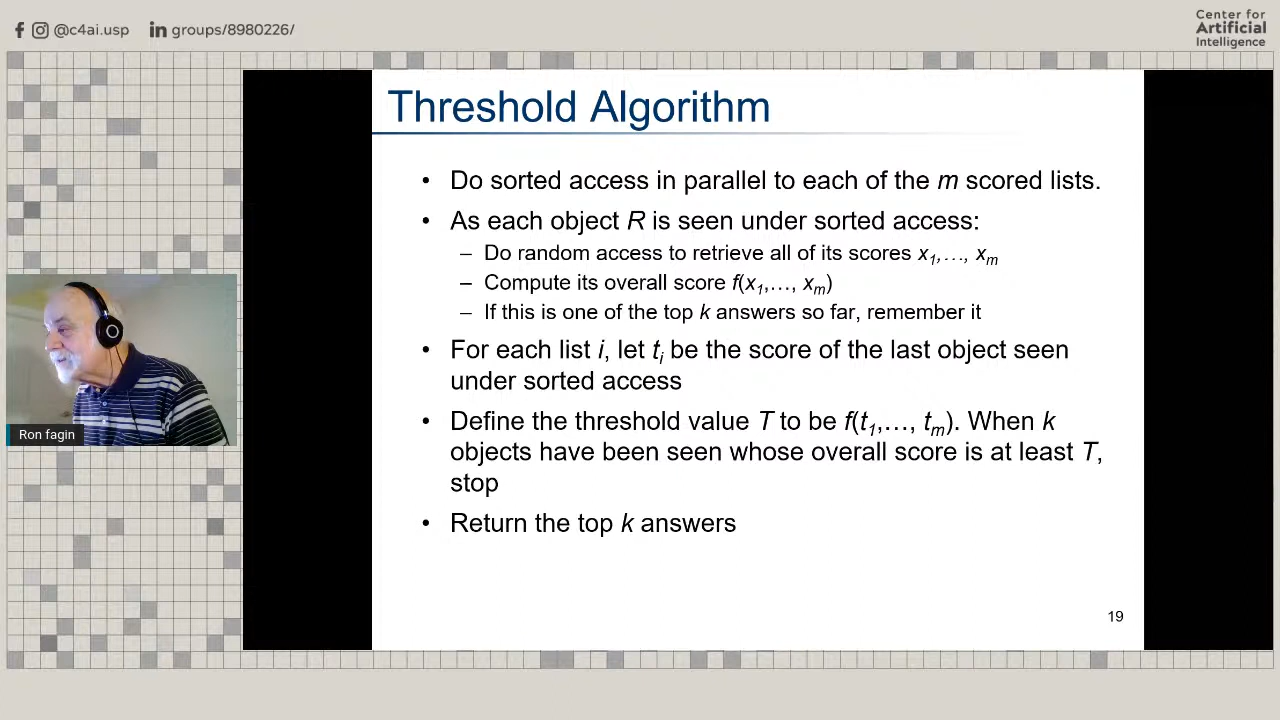 @c4ai.usp in groups/8980226/
Center for
Artificial
Intelligence
Threshold Algorithm
• Do sorted access in parallel to each of the m scored lists.
• As each object R is seen under sorted access:
– Do random access to retrieve all of its scores x1,…, xm
– Compute its overall score f(x1,…, xm)
– If this is one of the top k answers so far, remember it
• For each list i, let ti be the score of the last object seen
under sorted access
• Define the threshold value T to be f(t1,…, tm). When k
objects have been seen whose overall score is at least T,
stop
• Return the top k answers
19
Ron fagin